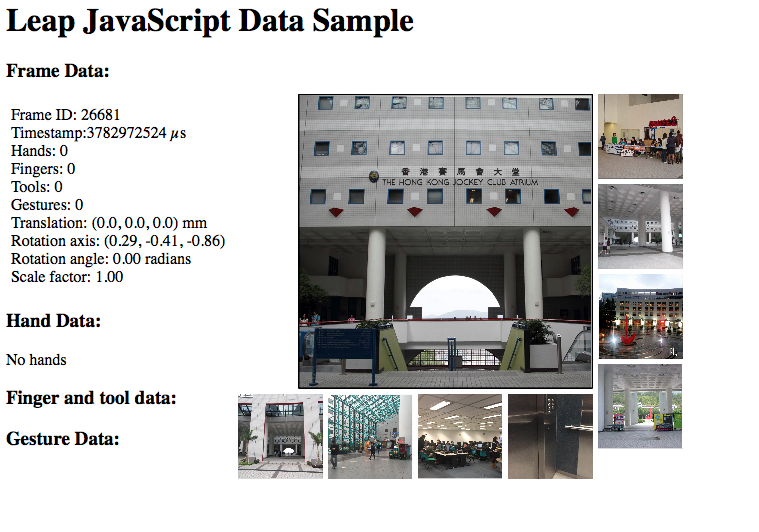 Leap JavaScript Data Sample
Frame Data:
Frame ID: 26681
Timestamp:3782972524 μs
Hands: 0
Fingers: 0
Tools: 0
Gestures: 0
Translation: (0.0, 0.0, 0.0) mm
Rotation axis: (0.29, -0.41, -0.86)
Rotation angle: 0.00 radians
Scale factor: 1.00
Hand Data:
No hands
Finger and tool data:
Gesture Data:
香港賽馬會大堂
THE HONG KONG JOCKEY CLUB ATRIUM